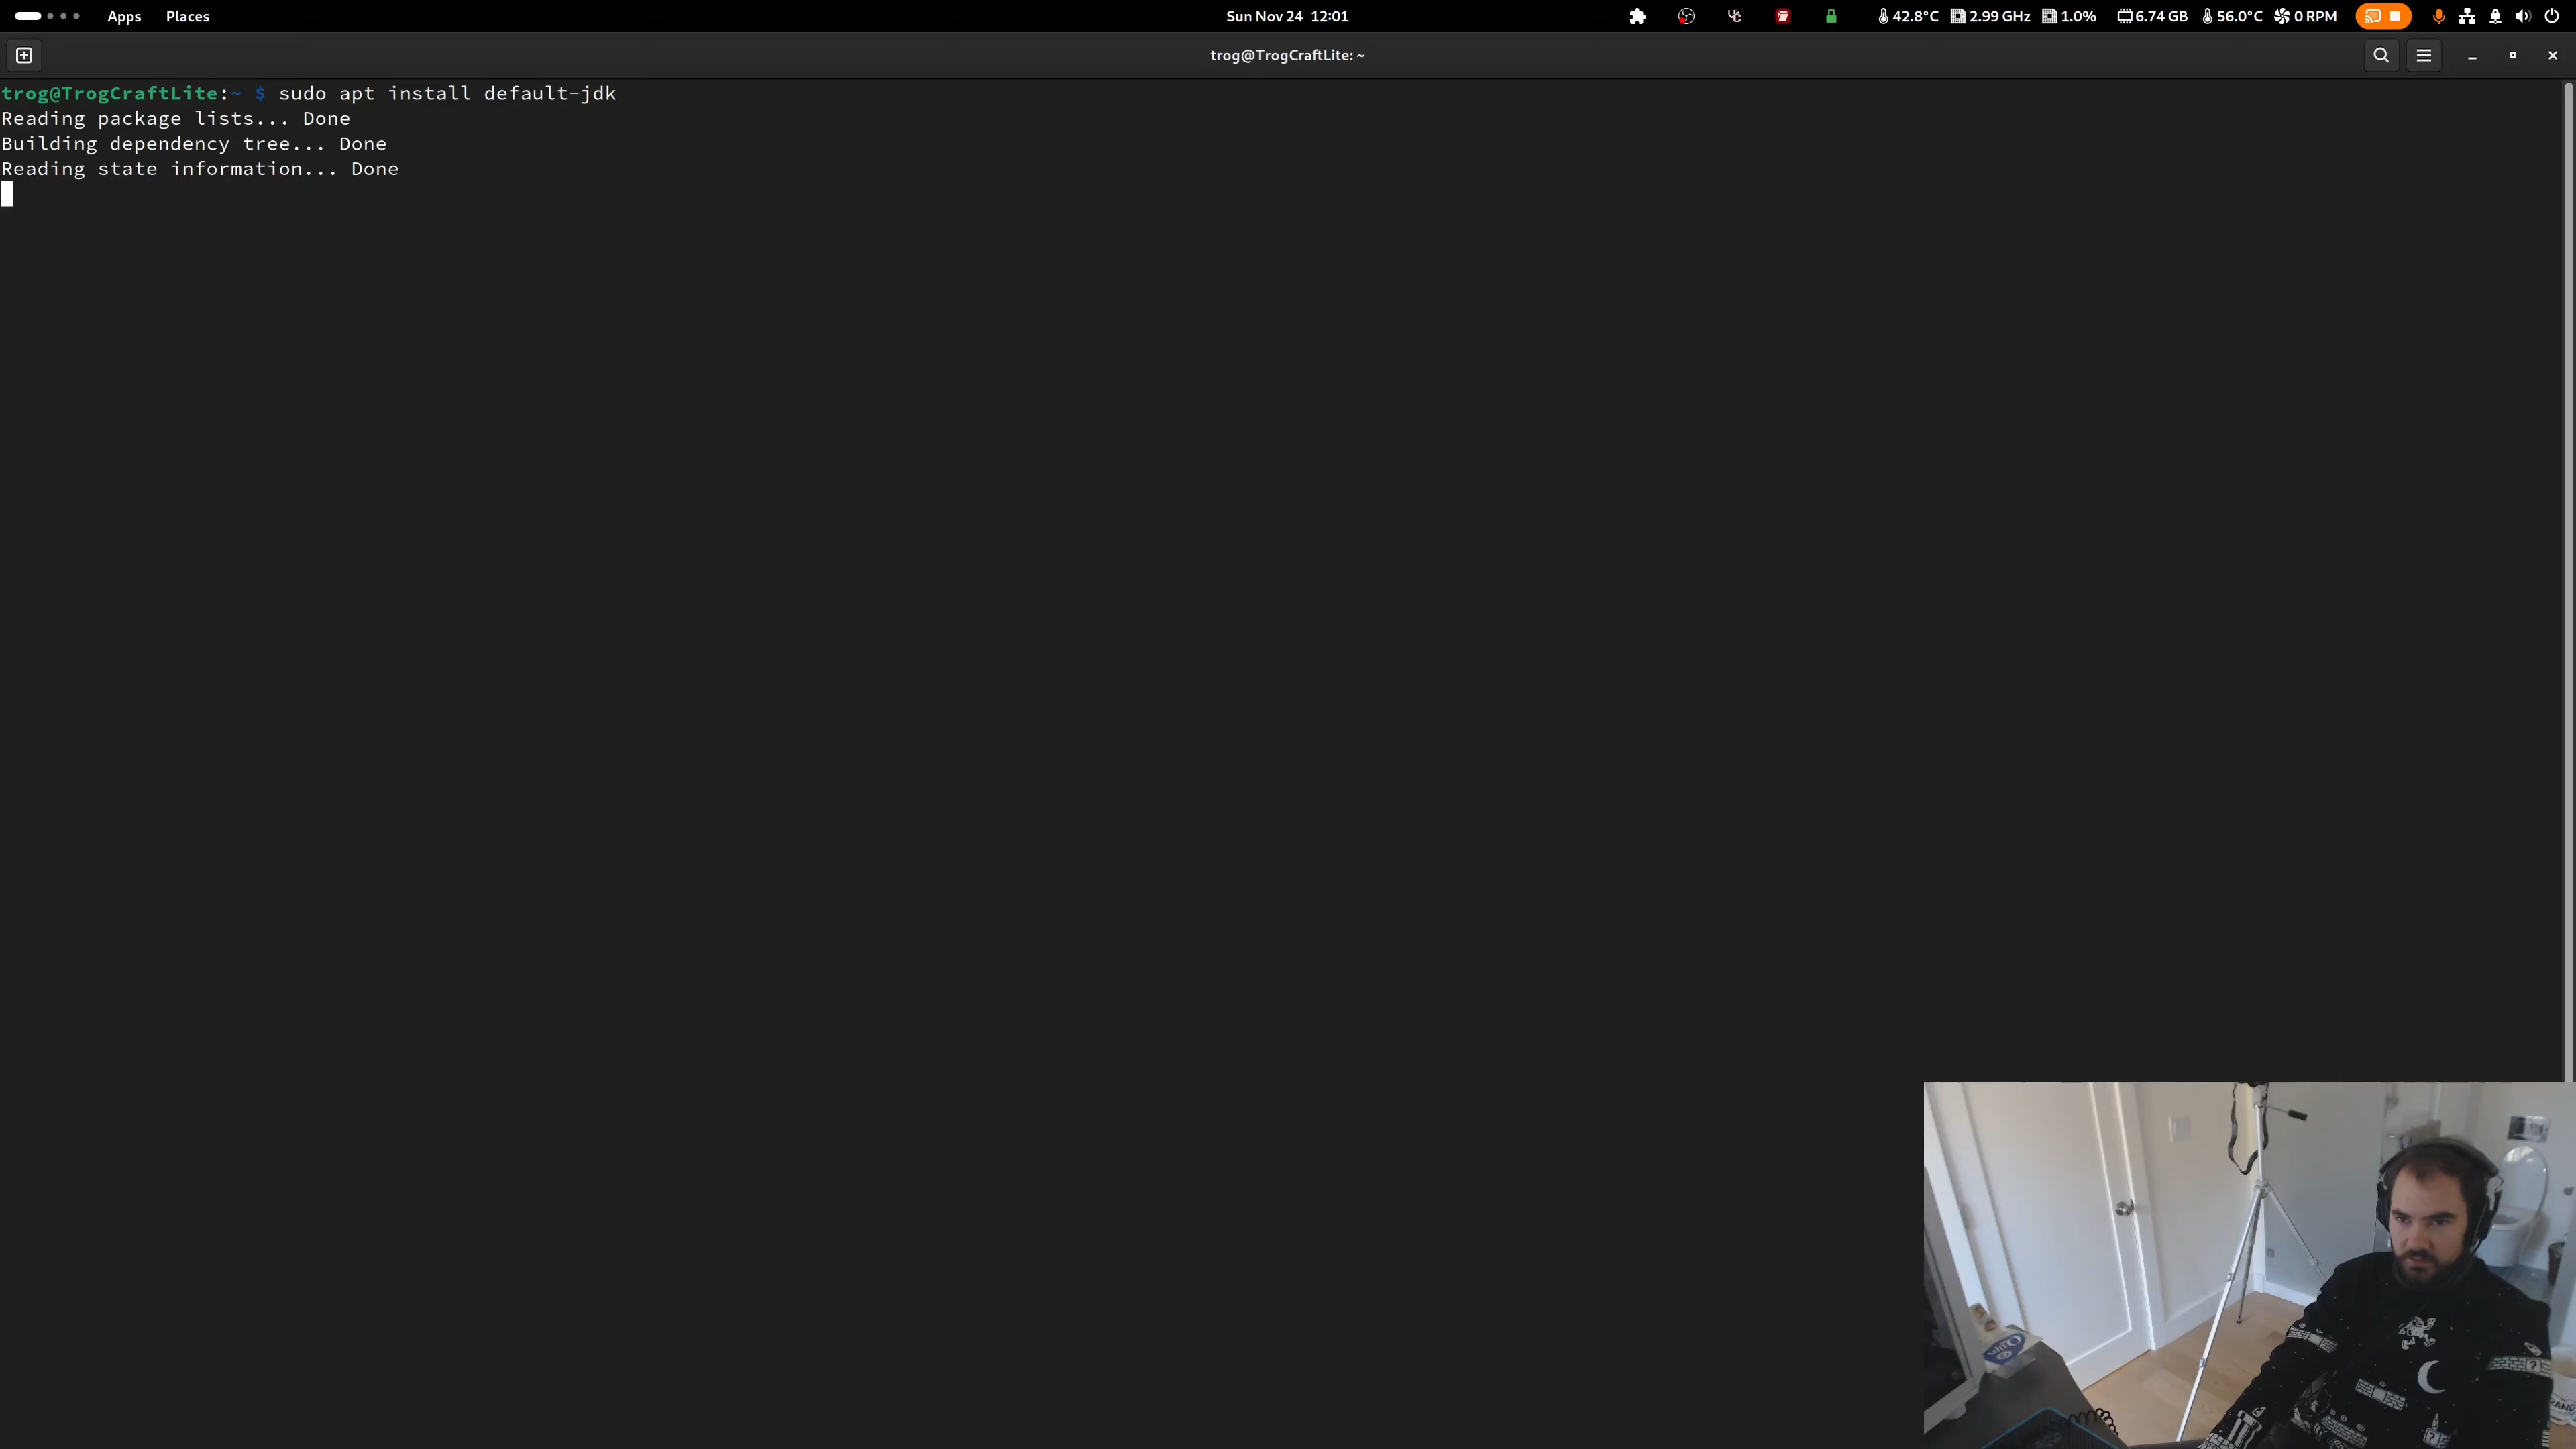 Apps Places Sun Nov 24 12:01 42.8°C 2.99 GHz 1.0% 6.74 GB 56.0°C 0 RPM
trog@TrogCraftLite: ~
trog@TrogCraftLite:~ $ sudo apt install default-jdk
Reading package lists... Done
Building dependency tree... Done
Reading state information... Done